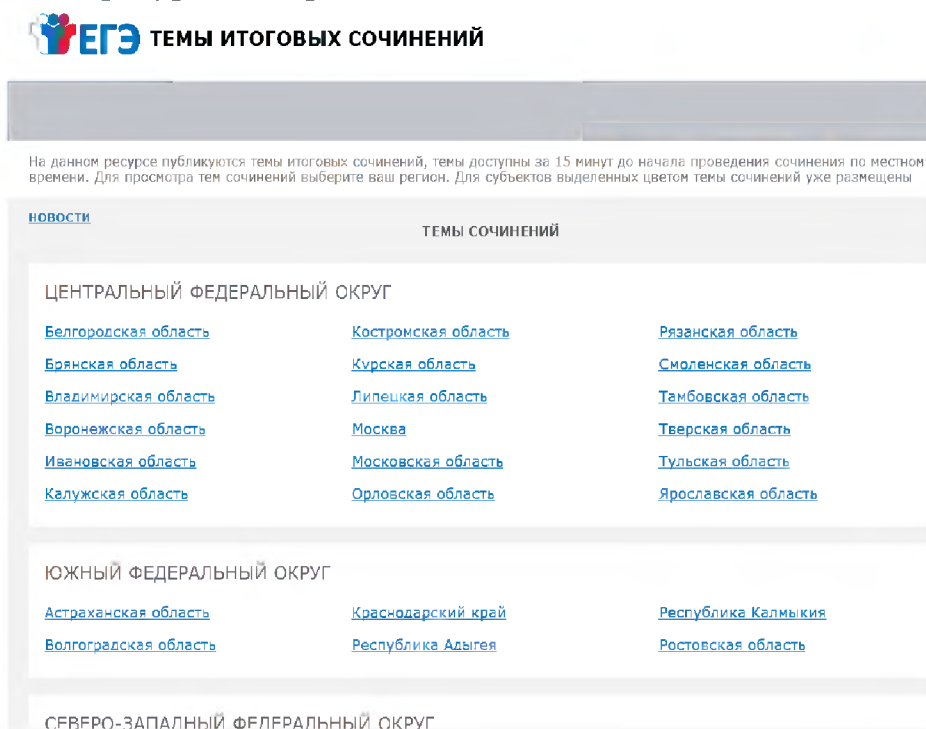 ЕГЭ ТЕМЫ ИТОГОВЫХ СОЧИНЕНИЙ
На данном ресурсе публикуются темы итоговых сочинений, темы доступны за 15 минут до начала проведения сочинения по местном
времени. Для просмотра тем сочинений выберите ваш регион. Для субъектов выделенных цветом темы сочинений уже размещены
НОВОСТИ
ТЕМЫ СОЧИНЕНИЙ
ЦЕНТРАЛЬНЫЙ ФЕДЕРАЛЬНЫЙ ОКРУГ
Белгородская область Костромская область Рязанская область
Брянская область Курская область Смоленская область
Владимирская область Липецкая область Тамбовская область
Воронежская область Москва Тверская область
Ивановская область Московская область Тульская область
Калужская область Орловская область Ярославская область
ЮЖНЫЙ ФЕДЕРАЛЬНЫЙ ОКРУГ
Астраханская область Краснодарский край Республика Калмыкия
Волгоградская область Республика Адыгея Ростовская область
СЕВЕРО-ЗАПАДНЫЙ ФЕДЕРАЛЬНЫЙ ОКРУГ